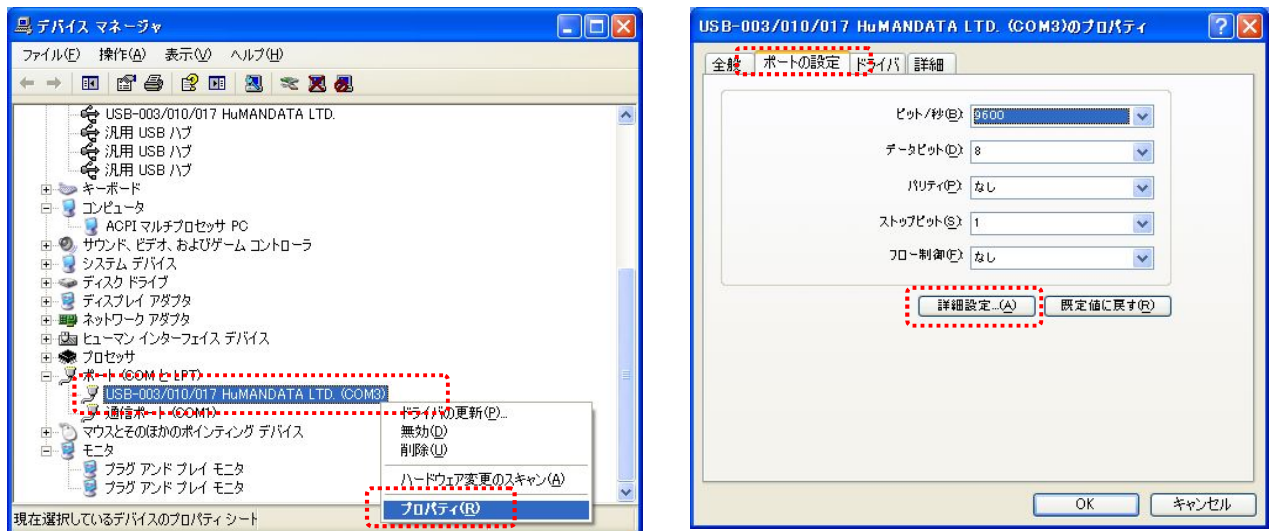 デバイス マネージャ
ファイル(F) 操作(A) 表示(V) ヘルプ(H)
USB-003/010/017 HuMANDATA LTD.
汎用 USB ハブ
汎用 USB ハブ
汎用 USB ハブ
キーボード
コンピュータ
ACPI マルチプロセッサ PC
サウンド、ビデオ、およびゲーム コントローラ
システム デバイス
ディスク ドライブ
ディスプレイ アダプタ
ネットワーク アダプタ
ヒューマン インターフェイス デバイス
プロセッサ
ポート (COM と LPT)
USB-003/010/017 HuMANDATA LTD. (COM3)
通信ポート (COM1)
マウスとそのほかのポインティング デバイス
モニタ
プラグ アンド プレイ モニタ
プラグ アンド プレイ モニタ
ドライバの更新(P)...
無効(D)
削除(U)
ハードウェア変更のスキャン(A)
プロパティ(R)
現在選択しているデバイスのプロパティ シート
USB-003/010/017 HuMANDATA LTD. (COM3)のプロパティ
全般 ポートの設定 ドライバ 詳細
ビット/秒(B): 9600
データ ビット(D): 8
パリティ(P): なし
ストップ ビット(S): 1
フロー制御(F): なし
詳細設定...(A) 既定値に戻す(R)
OK キャンセル